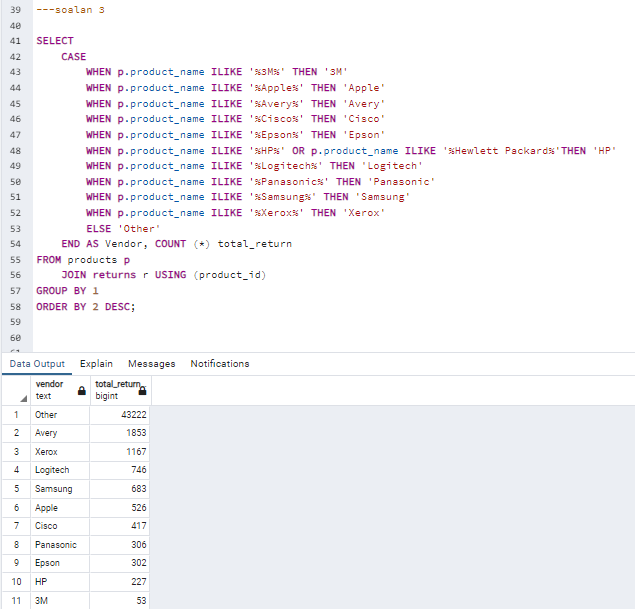 39 ---soalan 3
40
41 SELECT
42 CASE
43 WHEN p.product_name ILIKE '%3M%' THEN '3M'
44 WHEN p.product_name ILIKE '%Apple%' THEN 'Apple'
45 WHEN p.product_name ILIKE '%Avery%' THEN 'Avery'
46 WHEN p.product_name ILIKE '%Cisco%' THEN 'Cisco'
47 WHEN p.product_name ILIKE '%Epson%' THEN 'Epson'
48 WHEN p.product_name ILIKE '%HP%' OR p.product_name ILIKE '%Hewlett Packard%'THEN 'HP'
49 WHEN p.product_name ILIKE '%Logitech%' THEN 'Logitech'
50 WHEN p.product_name ILIKE '%Panasonic%' THEN 'Panasonic'
51 WHEN p.product_name ILIKE '%Samsung%' THEN 'Samsung'
52 WHEN p.product_name ILIKE '%Xerox%' THEN 'Xerox'
53 ELSE 'Other'
54 END AS Vendor, COUNT (*) total_return
55 FROM products p
56 JOIN returns r USING (product_id)
57 GROUP BY 1
58 ORDER BY 2 DESC;
59
60
Data Output Explain Messages Notifications
vendor total_return
text bigint
1 Other 43222
2 Avery 1853
3 Xerox 1167
4 Logitech 746
5 Samsung 683
6 Apple 526
7 Cisco 417
8 Panasonic 306
9 Epson 302
10 HP 227
11 3M 53